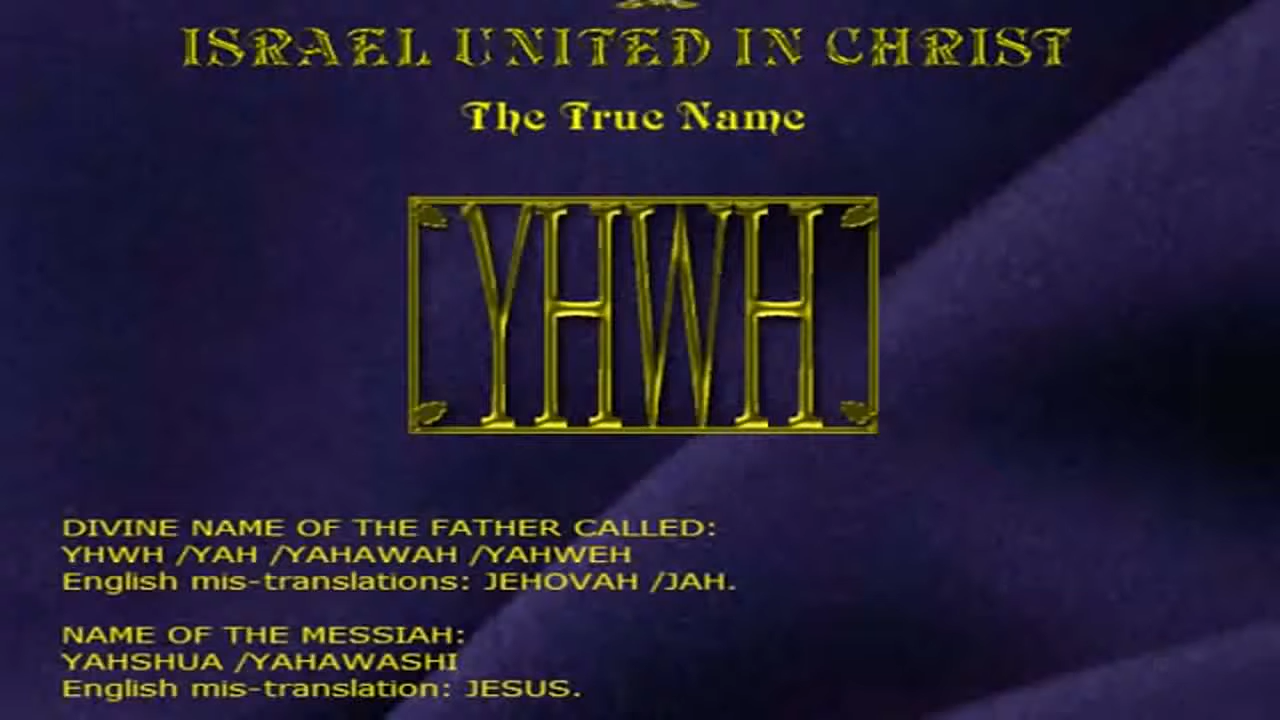 ISRAEL UNITED IN CHRIST
The True Name
YHWH
DIVINE NAME OF THE FATHER CALLED:
YHWH /YAH /YAHAWAH /YAHWEH
English mis-translations: JEHOVAH /JAH.
NAME OF THE MESSIAH:
YAHSHUA /YAHAWASHI
English mis-translation: JESUS.